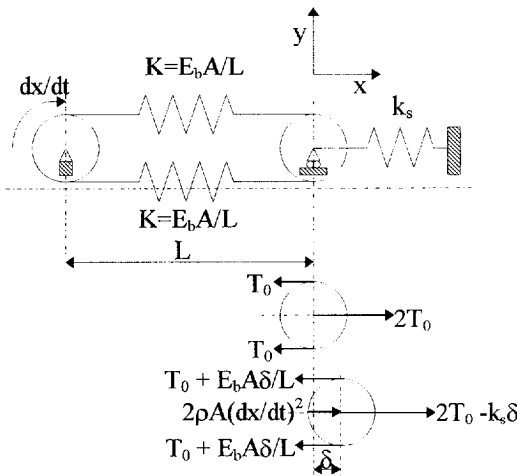 y
x
K=E_bA/L
dx/dt
k_s
K=E_bA/L
L
T_0
2T_0
T_0
T_0 + E_bAδ/L
2ρA(dx/dt)^2
2T_0 -k_sδ
T_0 + E_bAδ/L
δ